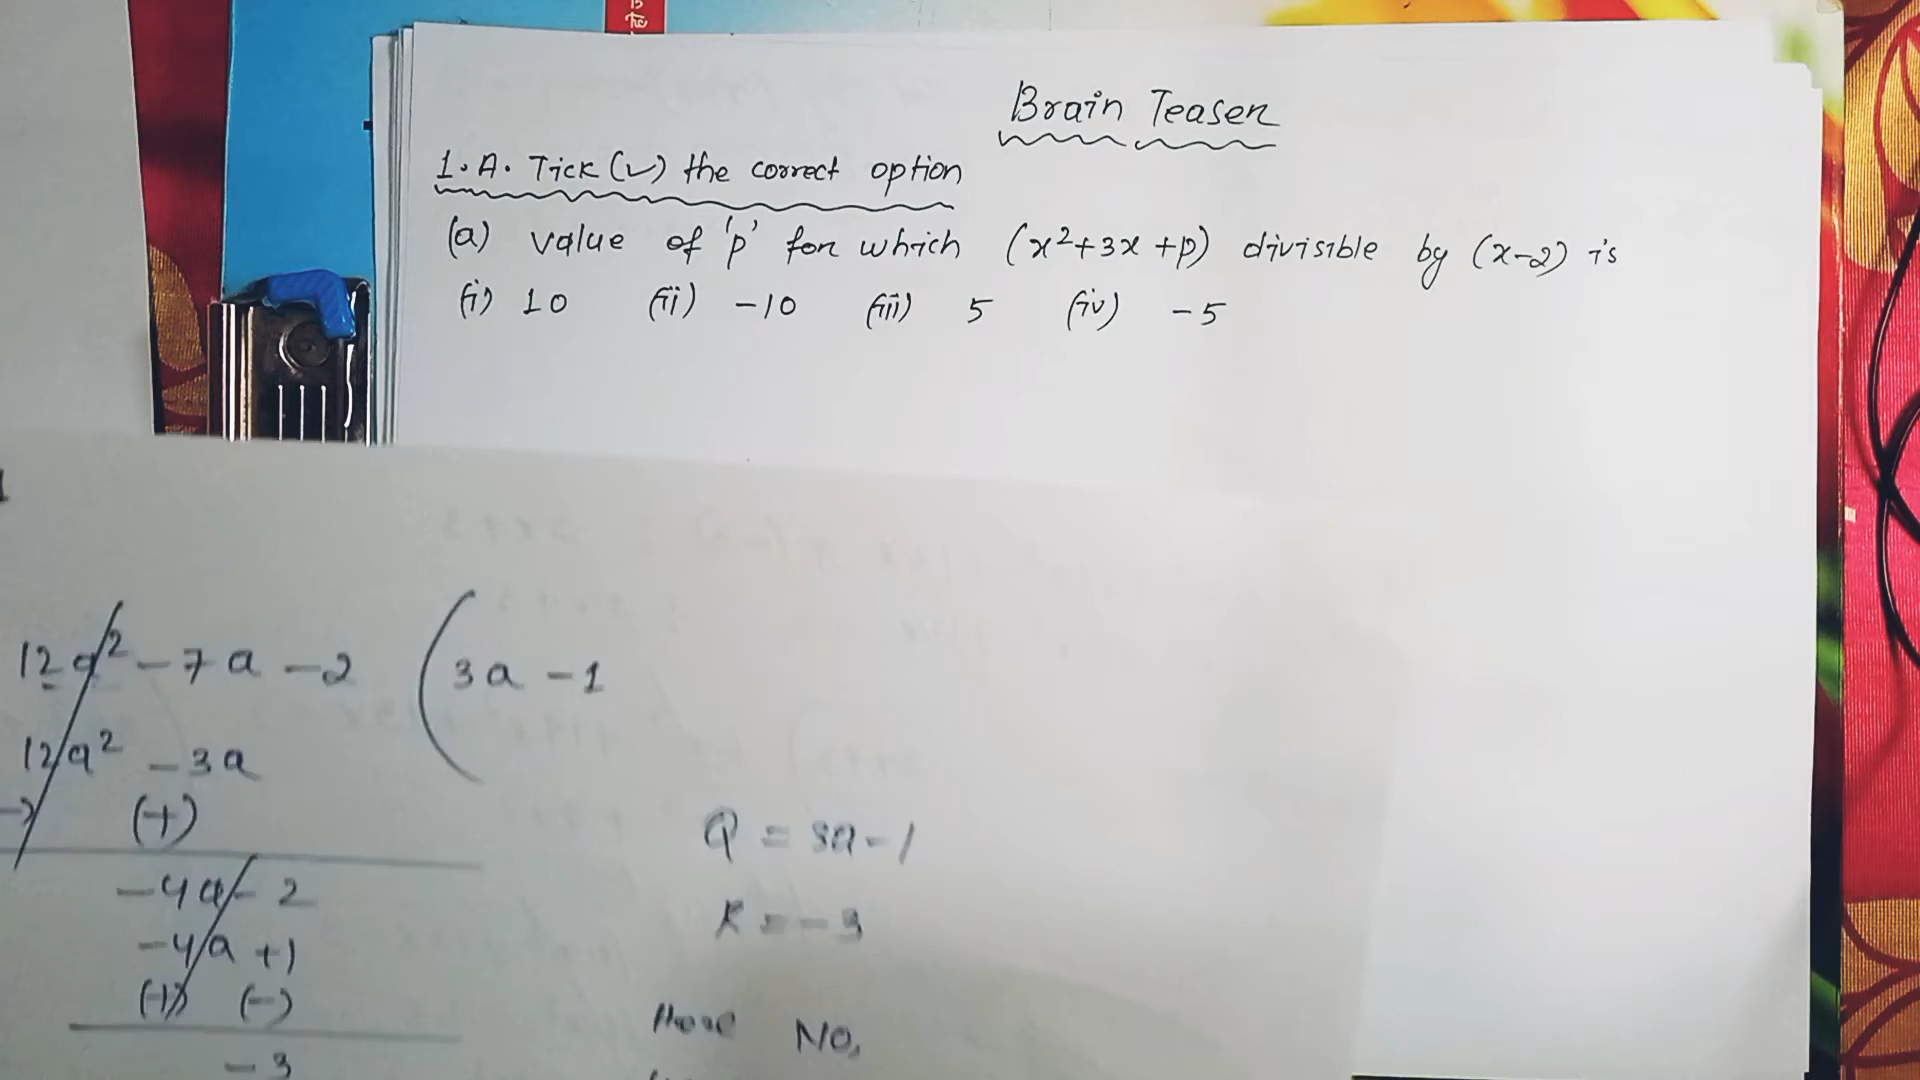 Brain Teaser
1. A. Tick (✓) the correct option
(a) value of 'p' for which (x²+3x+p) divisible by (x-2) is
(i) 10 (ii) -10 (iii) 5 (iv) -5
12a² - 7a - 2 ( 3a - 1
12a² - 3a
(-) (+)
-4a - 2
-4a + 1
(+) (-)
-3
Q = 3a - 1
R = -3
Here No,